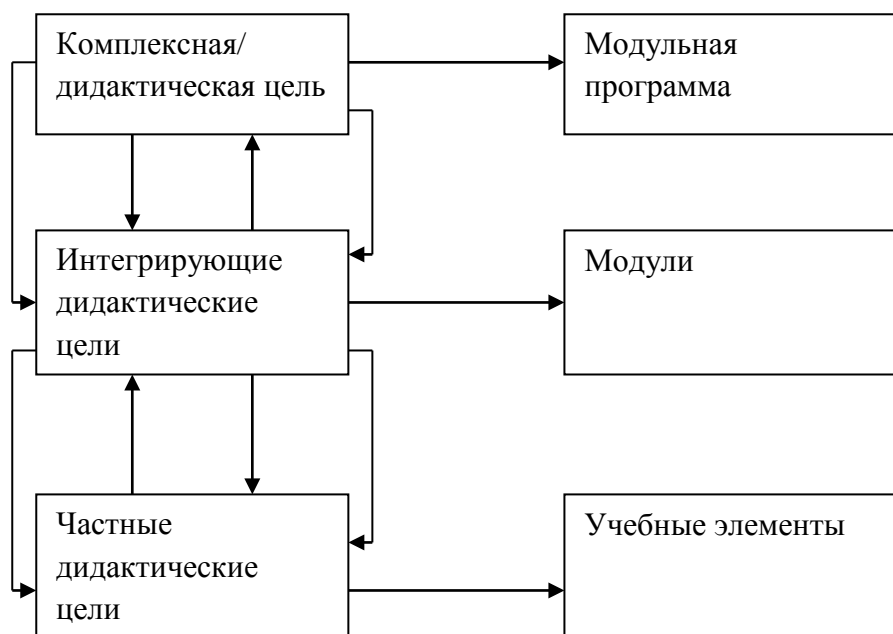 Комплексная/
дидактическая цель
Модульная
программа
Интегрирующие
дидактические
цели
Модули
Частные
дидактические
цели
Учебные элементы